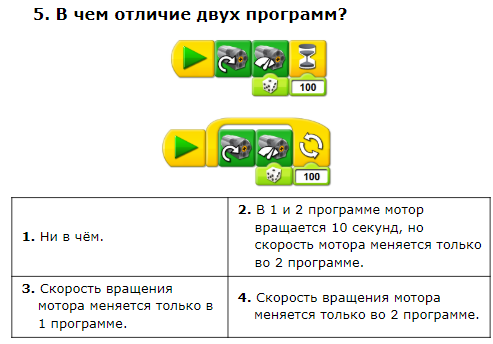 5. В чем отличие двух программ?
100
100
1. Ни в чём.
2. В 1 и 2 программе мотор
вращается 10 секунд, но
скорость мотора меняется только
во 2 программе.
3. Скорость вращения
мотора меняется только в
1 программе.
4. Скорость вращения мотора
меняется только во 2 программе.